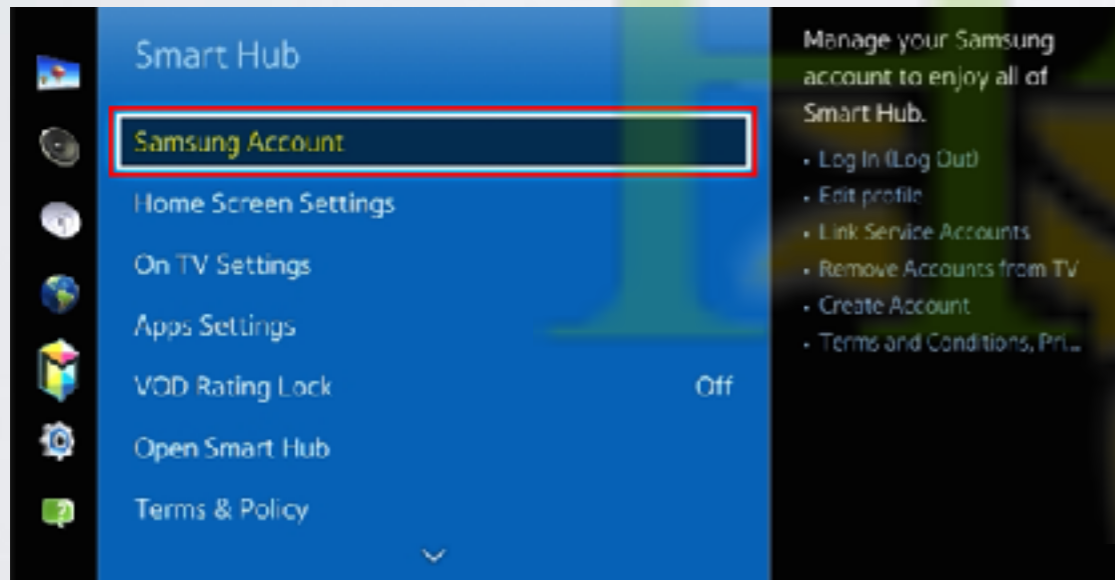 Smart Hub
Samsung Account
Home Screen Settings
On TV Settings
Apps Settings
VOD Rating Lock Off
Open Smart Hub
Terms & Policy
Manage your Samsung
account to enjoy all of
Smart Hub.
• Log In (Log Out)
• Edit profile
• Link Service Accounts
• Remove Accounts from TV
• Create Account
• Terms and Conditions, Pri...